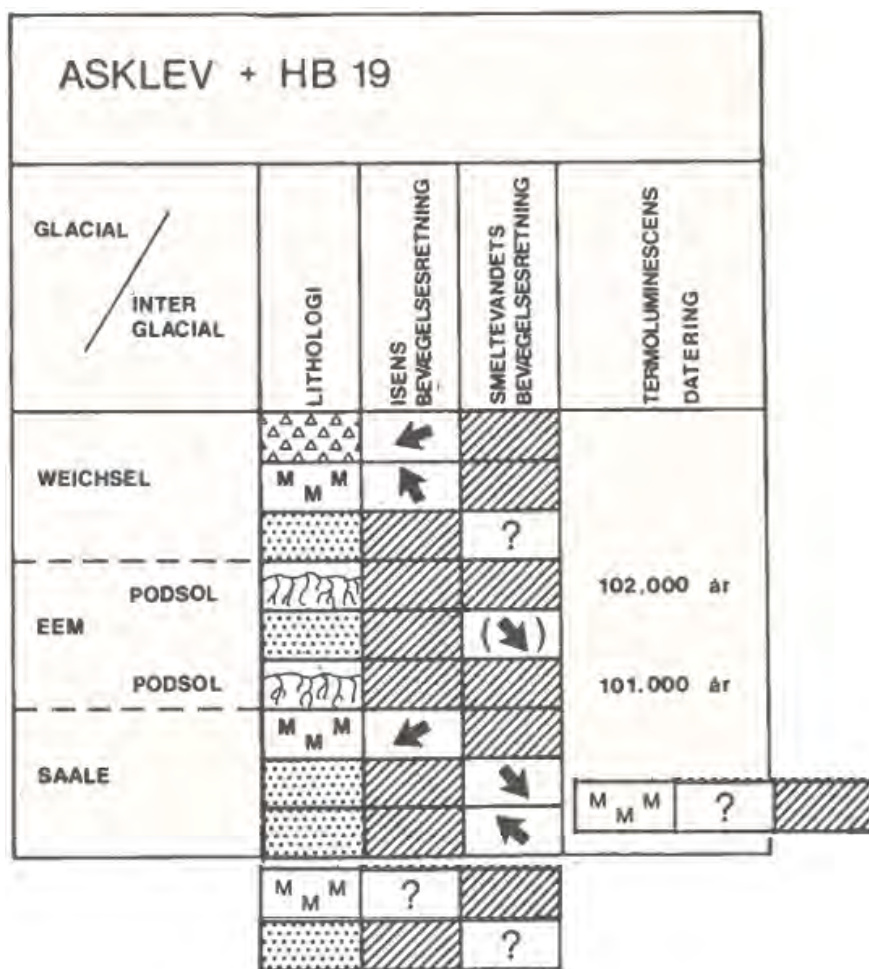 ASKLEV + HB 19
GLACIAL
INTER
GLACIAL
LITHOLOGI
ISENS
BEVÆGELSESRETNING
SMELTEVANDETS
BEVÆGELSESRETNING
TERMOLUMINESCENS
DATERING
M M M
WEICHSEL
?
PODSOL
102.000 år
EEM
( )
PODSOL
101.000 år
M M M
SAALE
M M M ?
M M M ?
?